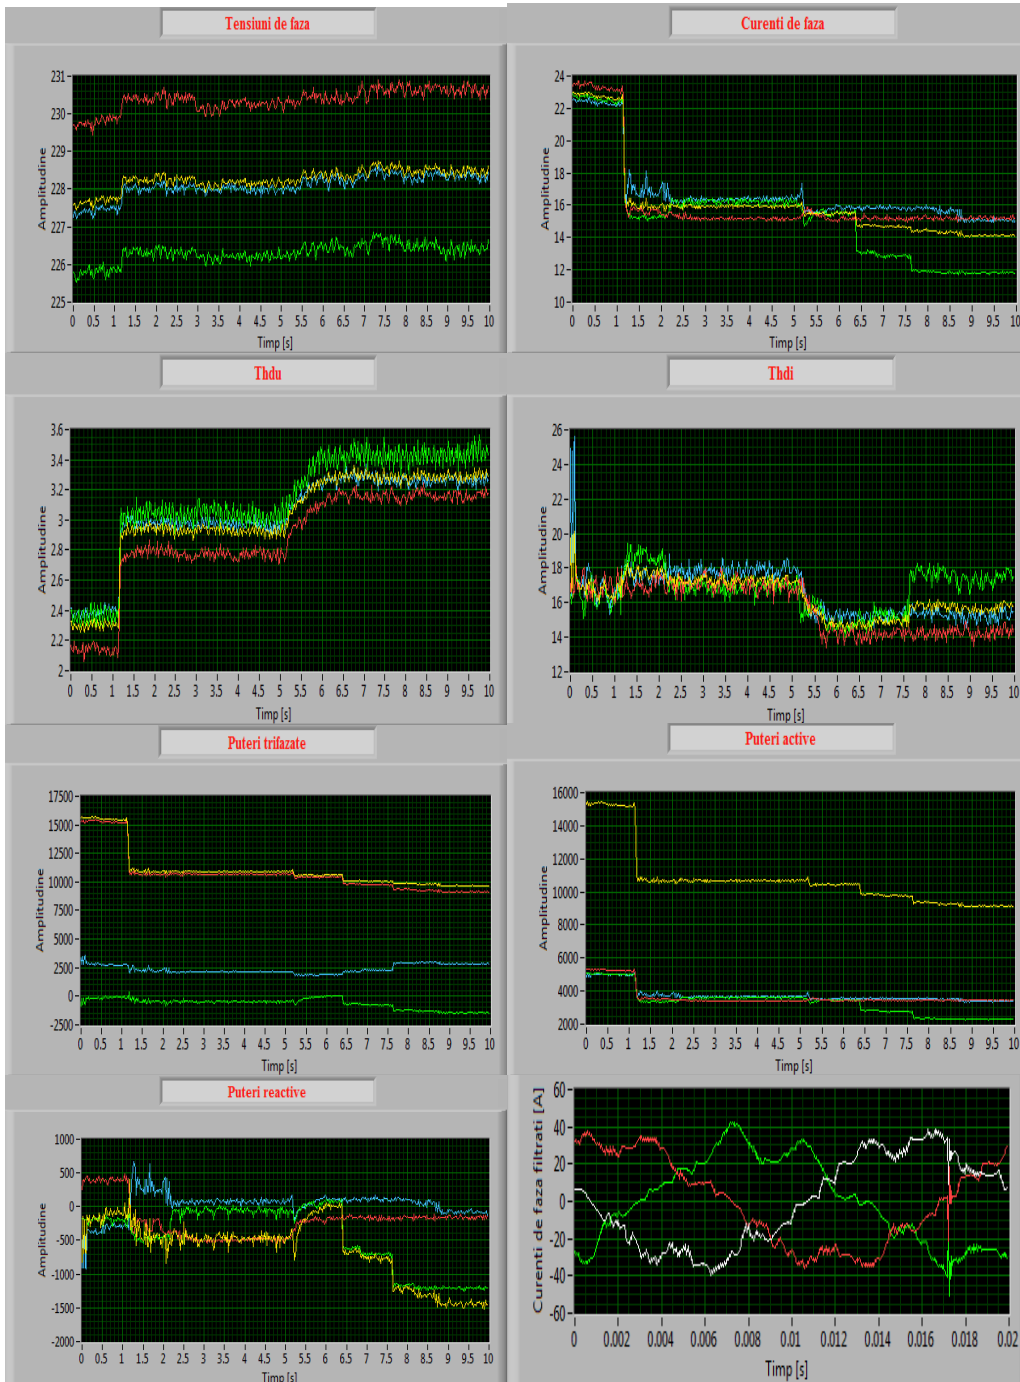 Tensiuni de faza
Curenti de faza
Amplitudine
231
230
229
228
227
226
225
0 0.5 1 1.5 2 2.5 3 3.5 4 4.5 5 5.5 6 6.5 7 7.5 8 8.5 9 9.5 10
Timp [s]
Amplitudine
24
22
20
18
16
14
12
10
0 0.5 1 1.5 2 2.5 3 3.5 4 4.5 5 5.5 6 6.5 7 7.5 8 8.5 9 9.5 10
Timp [s]
Thdu
Thdi
Amplitudine
3.6
3.4
3.2
3
2.8
2.6
2.4
2.2
2
0 0.5 1 1.5 2 2.5 3 3.5 4 4.5 5 5.5 6 6.5 7 7.5 8 8.5 9 9.5 10
Timp [s]
Amplitudine
26
24
22
20
18
16
14
12
0 0.5 1 1.5 2 2.5 3 3.5 4 4.5 5 5.5 6 6.5 7 7.5 8 8.5 9 9.5 10
Timp [s]
Puteri trifazate
Puteri active
Amplitudine
17500
15000
12500
10000
7500
5000
2500
0
-2500
0 0.5 1 1.5 2 2.5 3 3.5 4 4.5 5 5.5 6 6.5 7 7.5 8 8.5 9 9.5 10
Timp [s]
Amplitudine
16000
14000
12000
10000
8000
6000
4000
2000
0 0.5 1 1.5 2 2.5 3 3.5 4 4.5 5 5.5 6 6.5 7 7.5 8 8.5 9 9.5 10
Timp [s]
Puteri reactive
Amplitudine
1000
500
0
-500
-1000
-1500
-2000
0 0.5 1 1.5 2 2.5 3 3.5 4 4.5 5 5.5 6 6.5 7 7.5 8 8.5 9 9.5 10
Timp [s]
Curenti de faza filtrati [A]
60
40
20
0
-20
-40
-60
0 0.002 0.004 0.006 0.008 0.01 0.012 0.014 0.016 0.018 0.02
Timp [s]